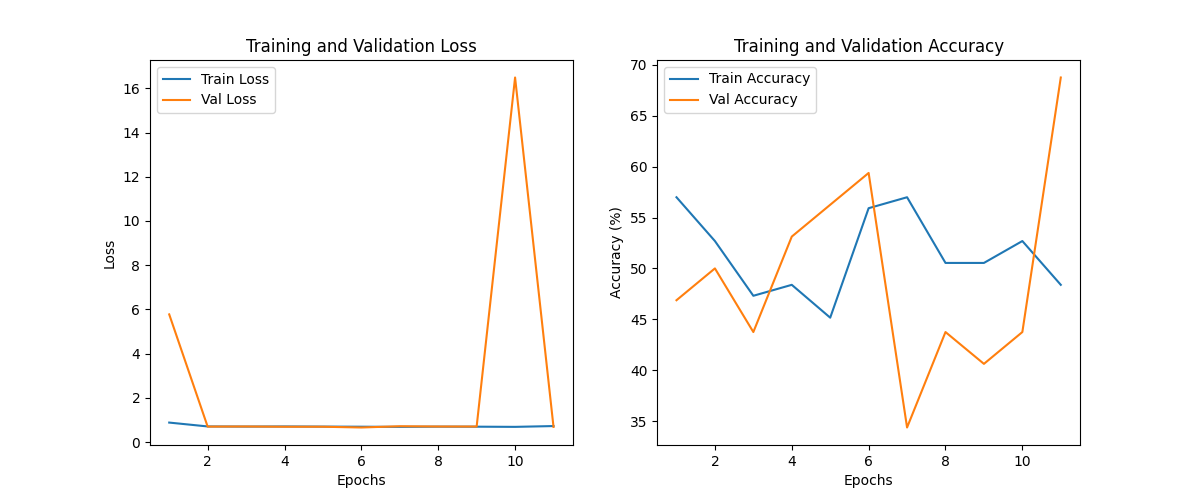 Training and Validation Loss
Train Loss
Val Loss
16
14
12
10
8
6
4
2
0
Loss
2
4
6
8
10
Epochs
Training and Validation Accuracy
Train Accuracy
Val Accuracy
70
65
60
55
50
45
40
35
Accuracy (%)
2
4
6
8
10
Epochs